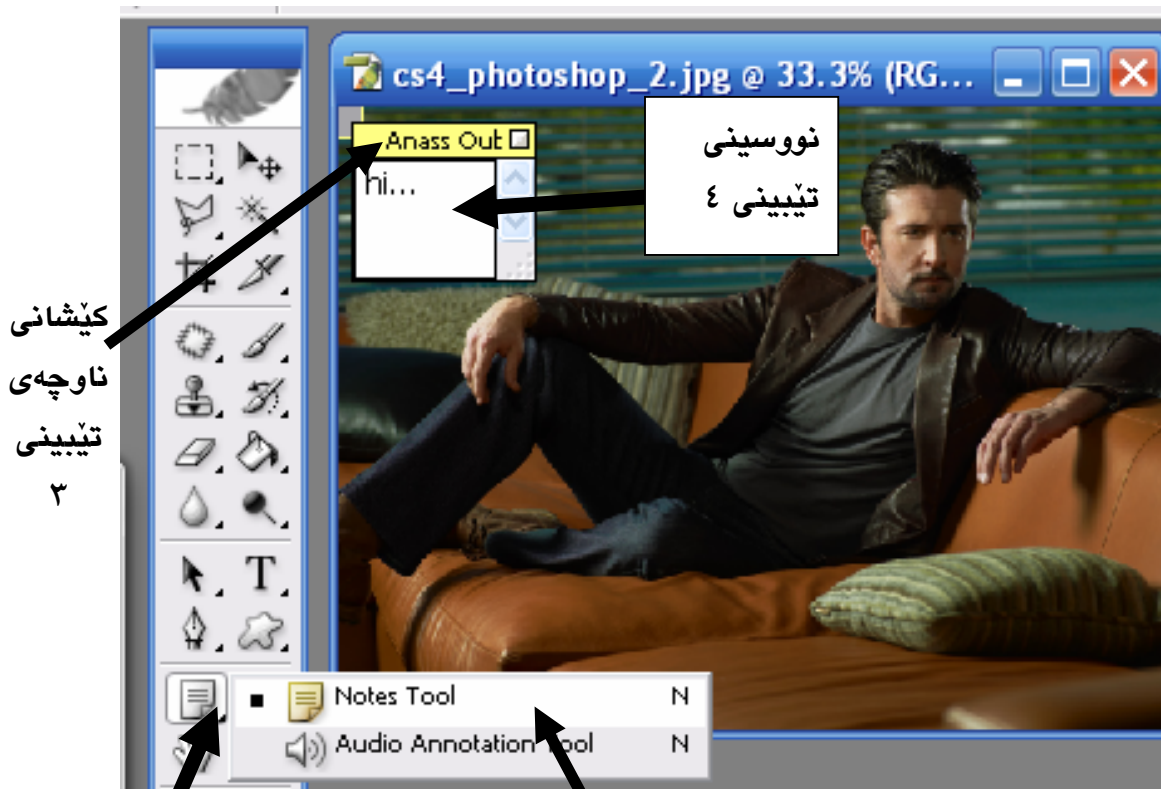 cs4_photoshop_2.jpg @ 33.3% (RG...
Anass Out
hi...
نووسینی
تێبینی ٤
کێشانی
ناوچەی
تێبینی
٣
T
Notes Tool N
Audio Annotation Tool N